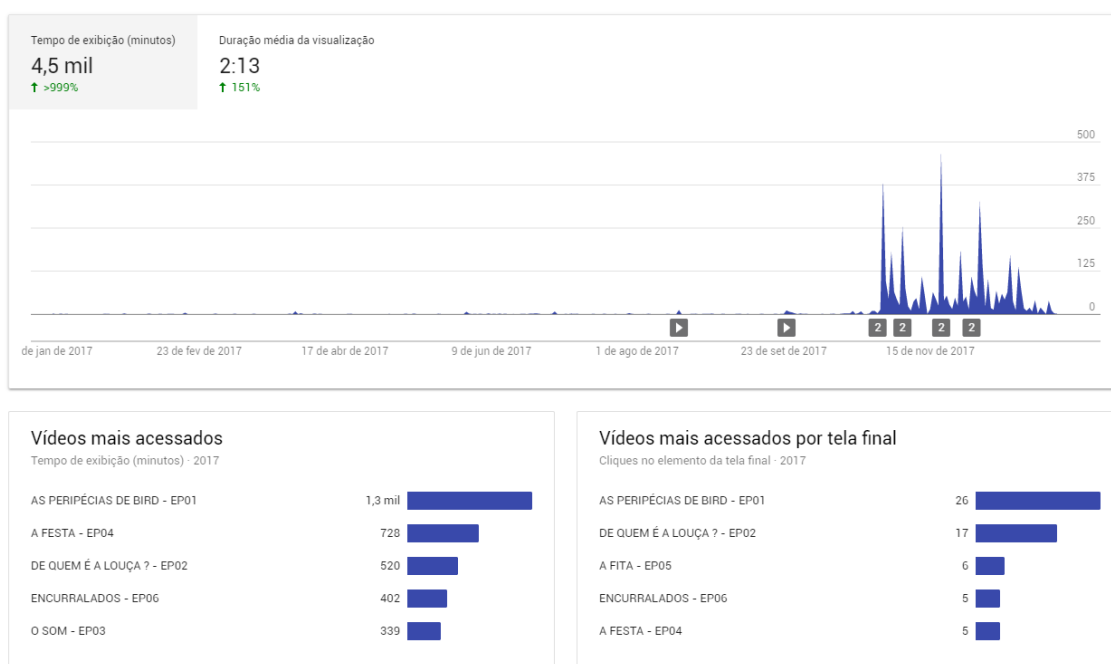 Tempo de exibição (minutos)
4,5 mil
>999%
Duração média da visualização
2:13
151%
500
375
250
125
0
2 2 2 2
de jan de 2017 23 de fev de 2017 17 de abr de 2017 9 de jun de 2017 1 de ago de 2017 23 de set de 2017 15 de nov de 2017
Vídeos mais acessados
Tempo de exibição (minutos) · 2017
AS PERIPÉCIAS DE BIRD - EP01 1,3 mil
A FESTA - EP04 728
DE QUEM É A LOUÇA ? - EP02 520
ENCURRALADOS - EP06 402
O SOM - EP03 339
Vídeos mais acessados por tela final
Cliques no elemento da tela final · 2017
AS PERIPÉCIAS DE BIRD - EP01 26
DE QUEM É A LOUÇA ? - EP02 17
A FITA - EP05 6
ENCURRALADOS - EP06 5
A FESTA - EP04 5